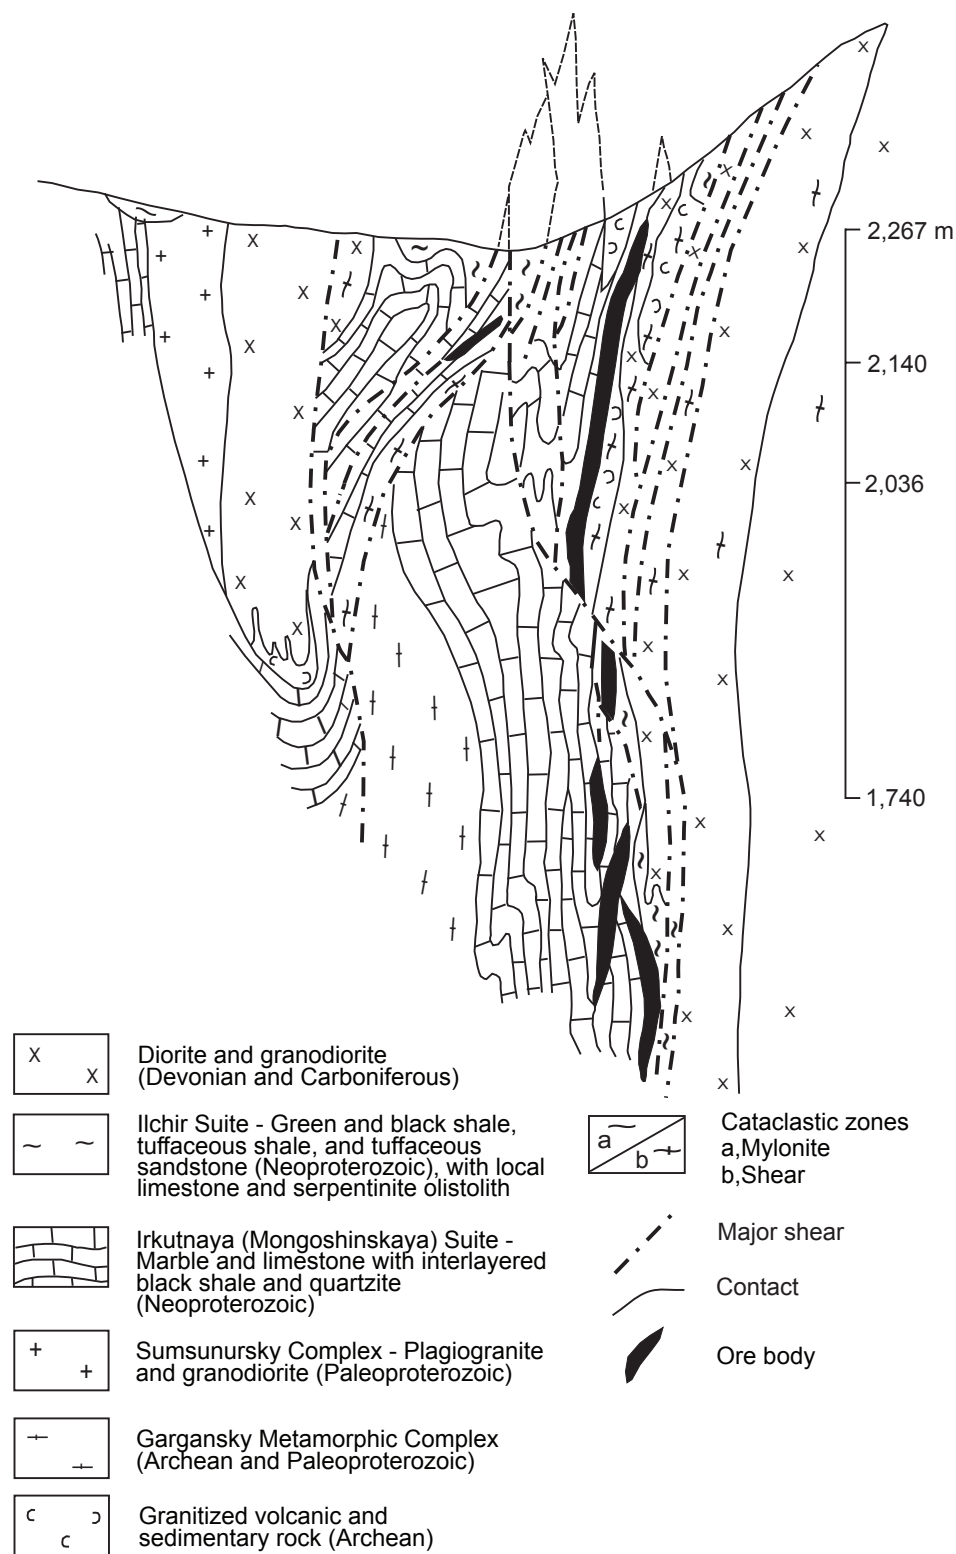 2,267 m
2,140
2,036
1,740
X
X
Diorite and granodiorite
(Devonian and Carboniferous)
Ilchir Suite - Green and black shale,
tuffaceous shale, and tuffaceous
sandstone (Neoproterozoic), with local
limestone and serpentinite olistolith
Irkutnaya (Mongoshinskaya) Suite -
Marble and limestone with interlayered
black shale and quartzite
(Neoproterozoic)
Sumsunursky Complex - Plagiogranite
and granodiorite (Paleoproterozoic)
Gargansky Metamorphic Complex
(Archean and Paleoproterozoic)
Granitized volcanic and
sedimentary rock (Archean)
a
b
Cataclastic zones
a,Mylonite
b,Shear
Major shear
Contact
Ore body